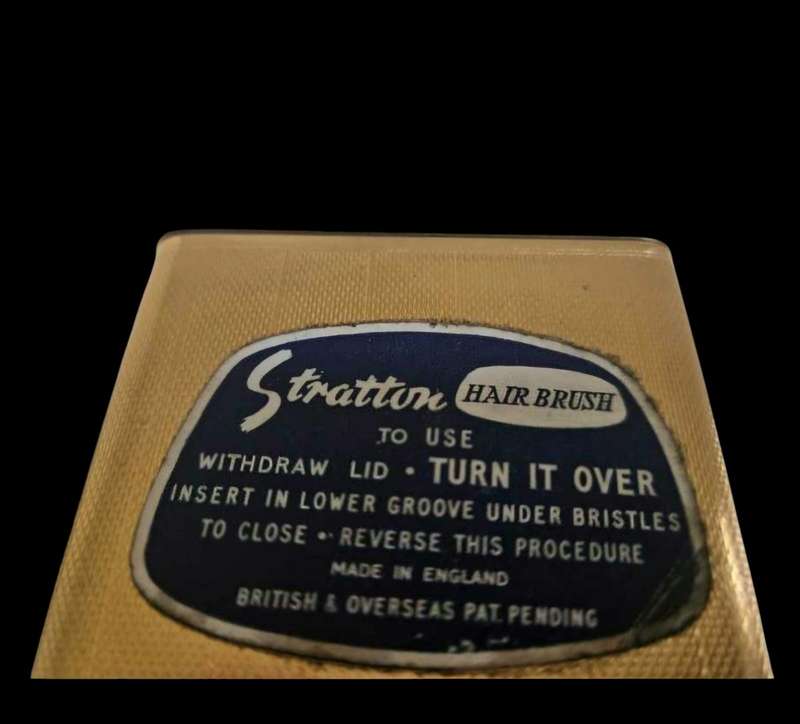 Stratton HAIR BRUSH
TO USE
WITHDRAW LID • TURN IT OVER
INSERT IN LOWER GROOVE UNDER BRISTLES
TO CLOSE • REVERSE THIS PROCEDURE
MADE IN ENGLAND
BRITISH & OVERSEAS PAT. PENDING